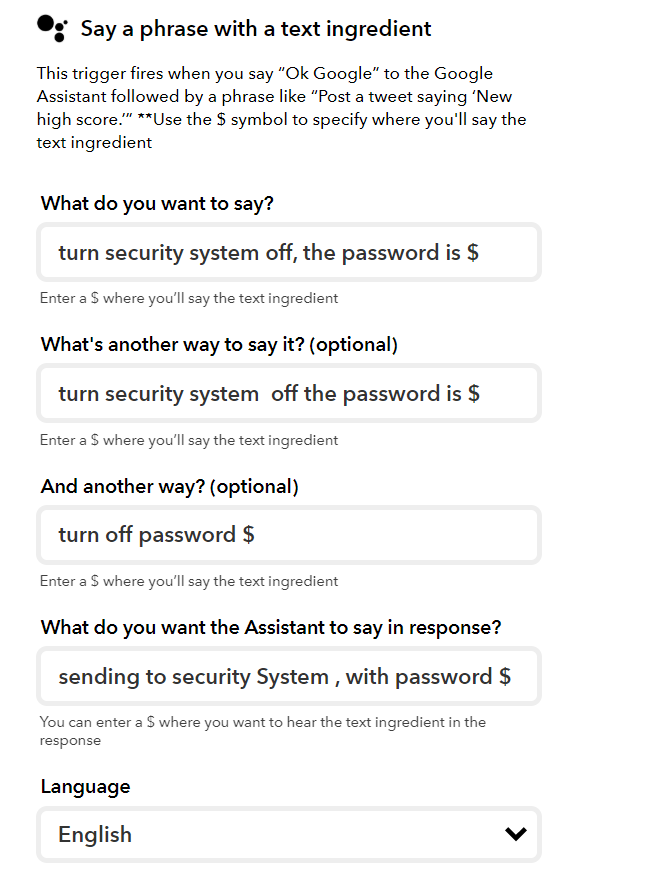 Say a phrase with a text ingredient
This trigger fires when you say “Ok Google” to the Google
Assistant followed by a phrase like “Post a tweet saying ‘New
high score.’” **Use the $ symbol to specify where you'll say the
text ingredient
What do you want to say?
turn security system off, the password is $
Enter a $ where you’ll say the text ingredient
What's another way to say it? (optional)
turn security system  off the password is $
Enter a $ where you’ll say the text ingredient
And another way? (optional)
turn off password $
Enter a $ where you’ll say the text ingredient
What do you want the Assistant to say in response?
sending to security System , with password $
You can enter a $ where you want to hear the text ingredient in the
response
Language
English